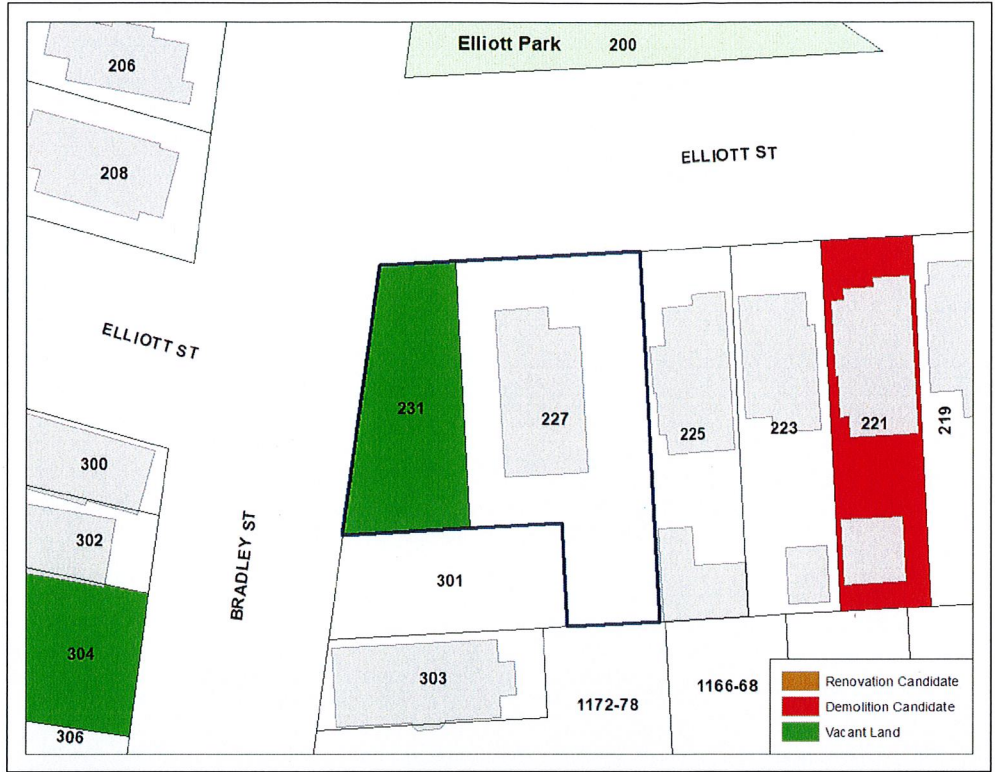 Elliott Park 200
206
208
ELLIOTT ST
ELLIOTT ST
231
227
225
223
221
219
300
302
BRADLEY ST
301
304
303
1172-78
1166-68
306
Renovation Candidate
Demolition Candidate
Vacant Land